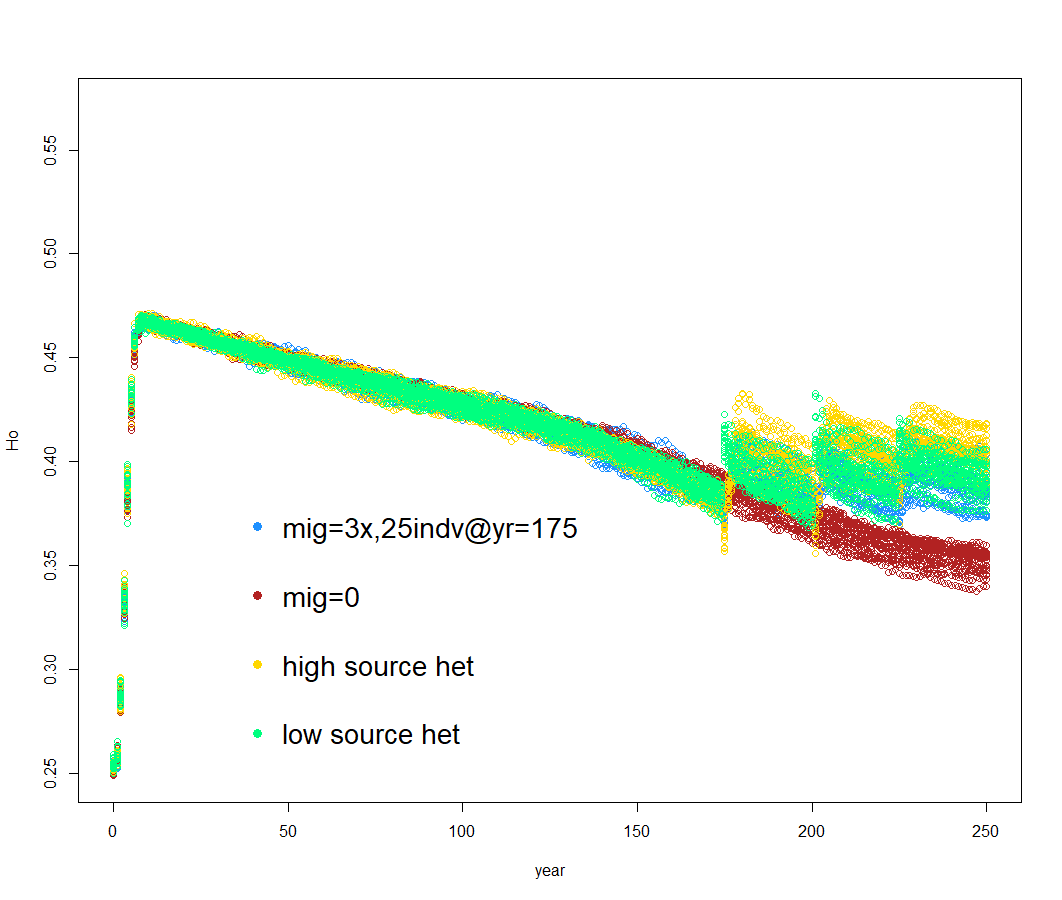 0.55
0.50
0.45
0.40
0.35
0.30
0.25
Ho
mig=3x,25indv@yr=175
mig=0
high source het
low source het
0 50 100 150 200 250
year